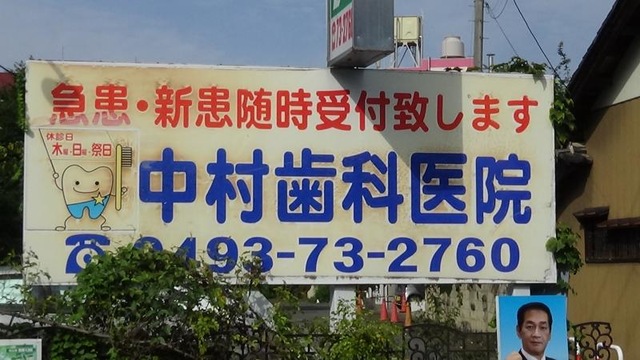 急患・新患随時受付致します
休診日
木曜・日曜・祭日
中村歯科医院
☎0493-73-2760